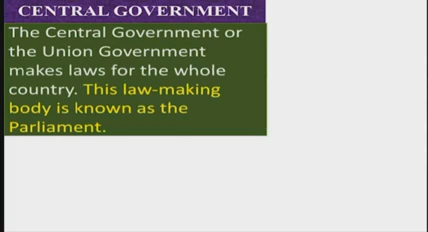 CENTRAL GOVERNMENT
The Central Government or
the Union Government
makes laws for the whole
country. This law-making
body is known as the
Parliament.